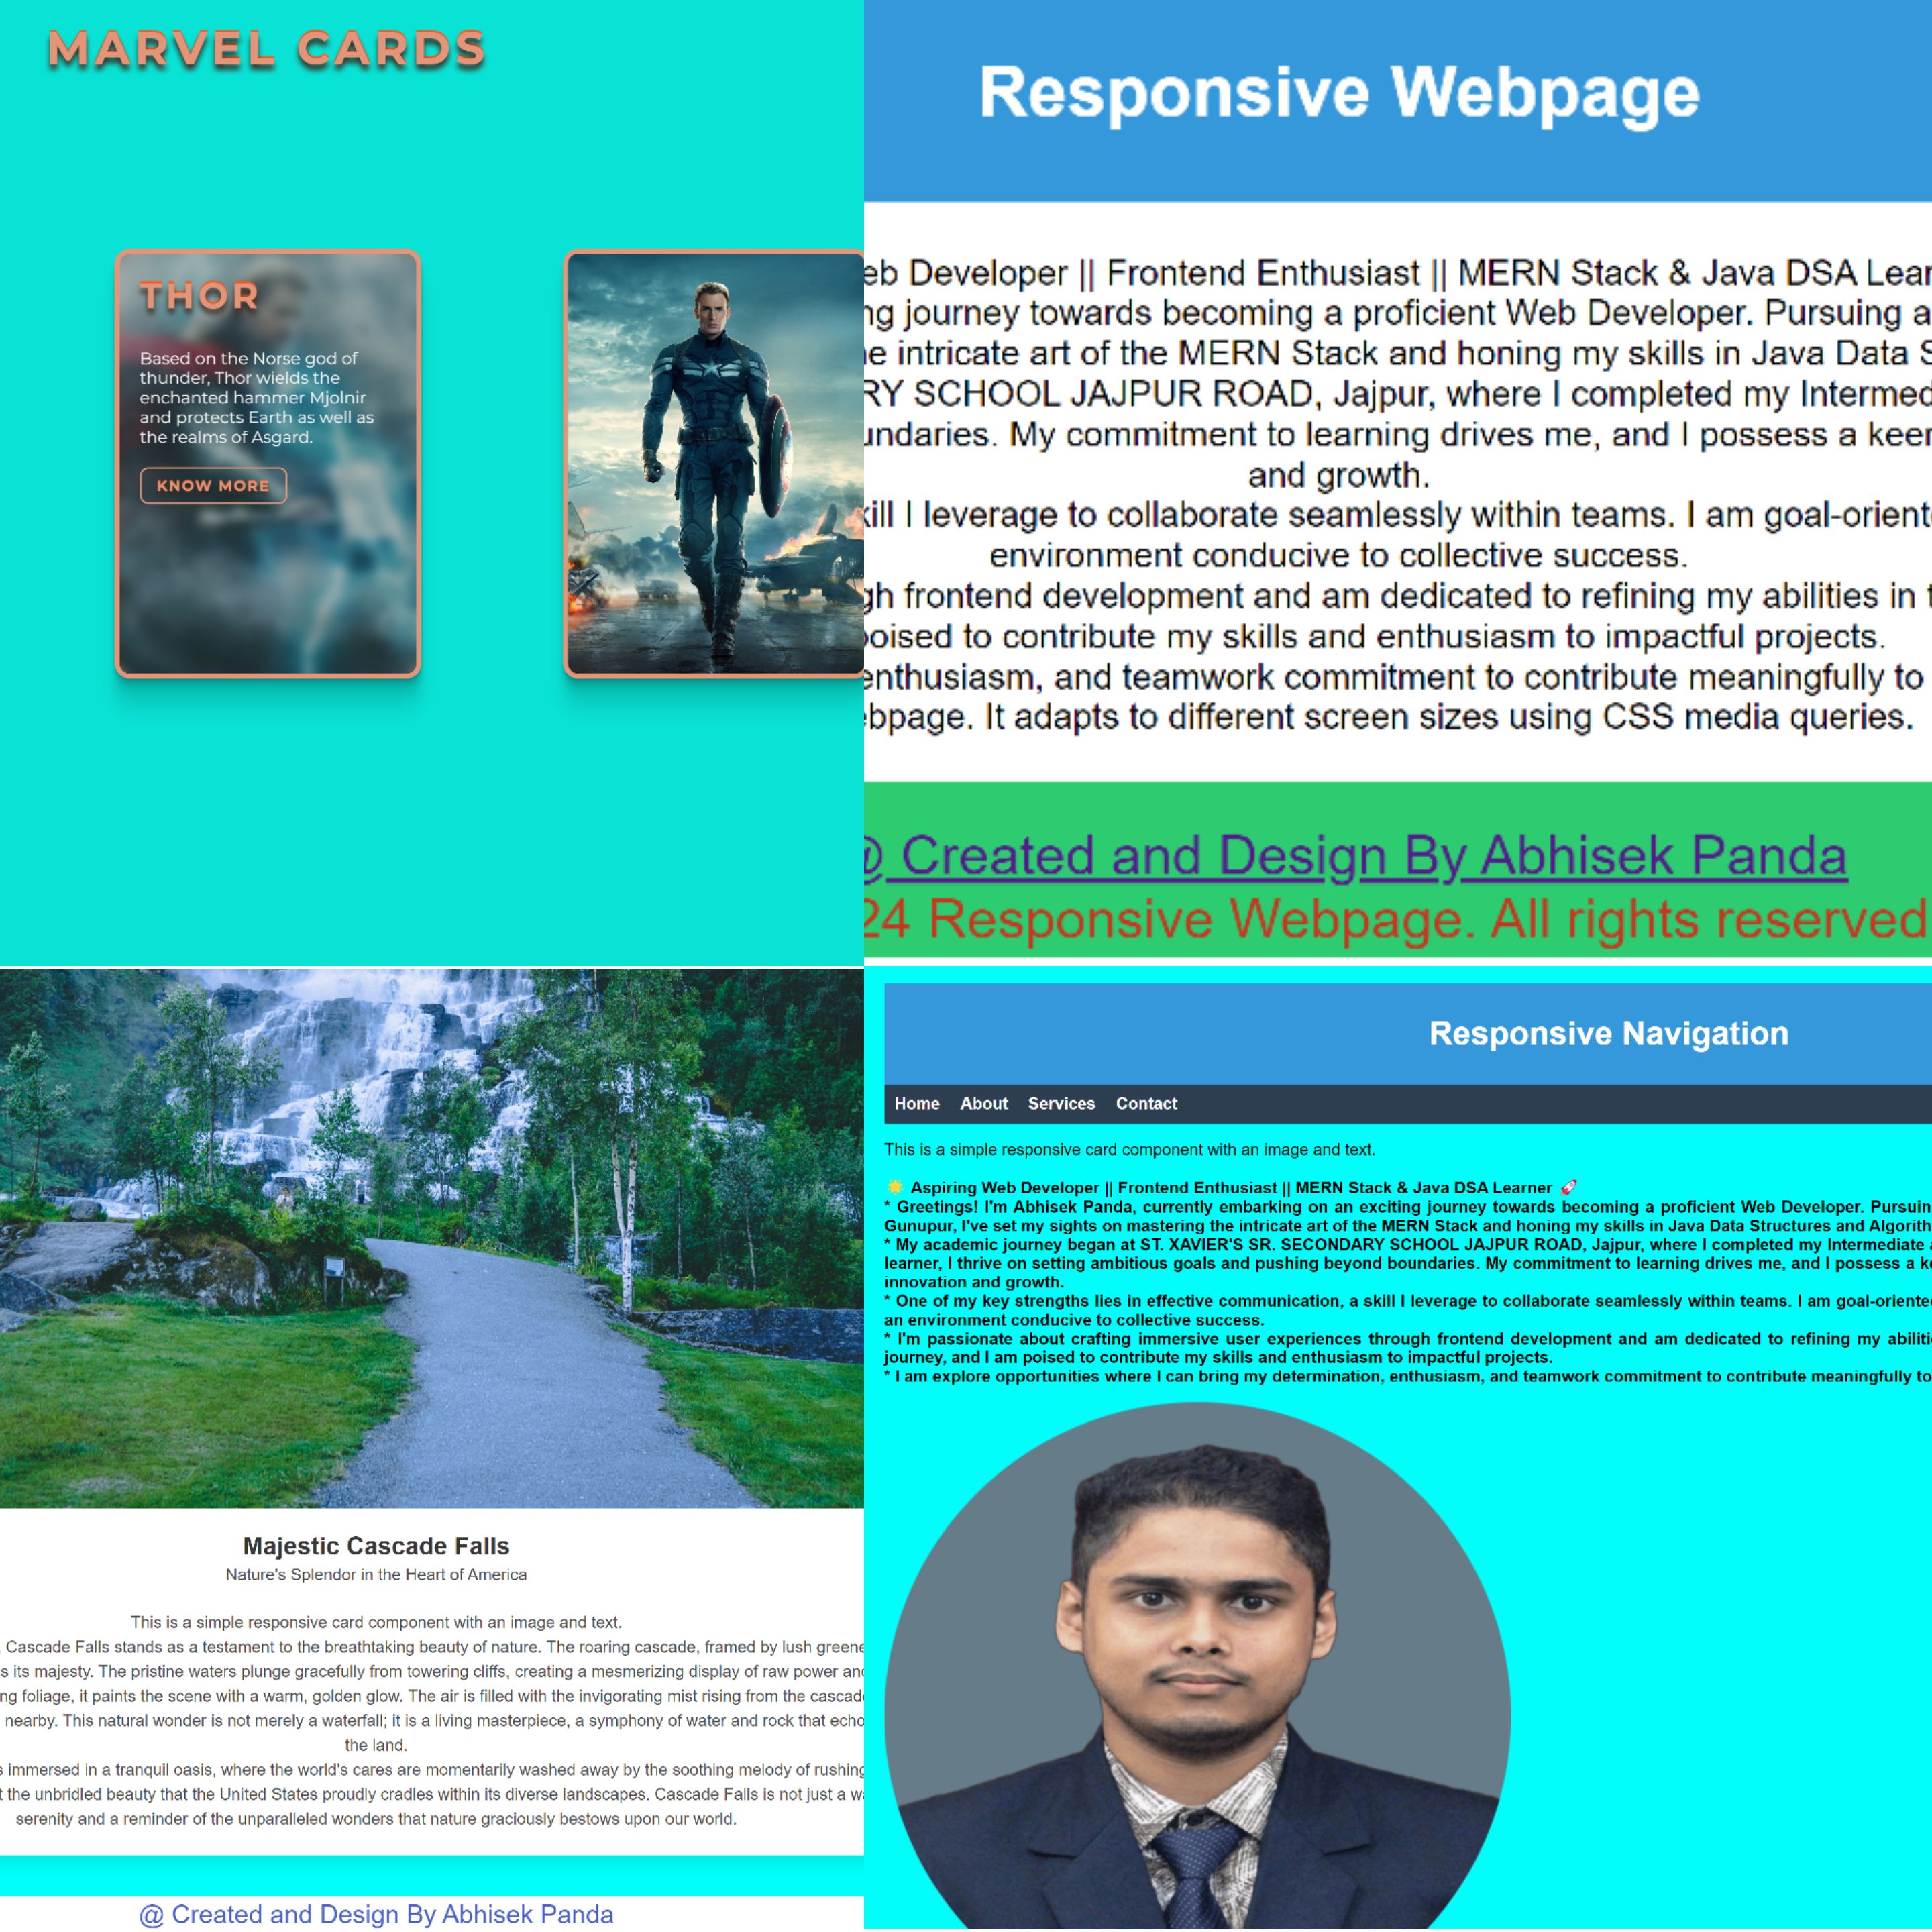 MARVEL CARDS
THOR
Based on the Norse god of
thunder, Thor wields the
enchanted hammer Mjolnir
and protects Earth as well as
the realms of Asgard.
KNOW MORE
Responsive Webpage
eb Developer || Frontend Enthusiast || MERN Stack & Java DSA Lear
ng journey towards becoming a proficient Web Developer. Pursuing a
e intricate art of the MERN Stack and honing my skills in Java Data S
RY SCHOOL JAJPUR ROAD, Jajpur, where I completed my Intermed
undaries. My commitment to learning drives me, and I possess a keen
and growth.
kill I leverage to collaborate seamlessly within teams. I am goal-oriente
environment conducive to collective success.
gh frontend development and am dedicated to refining my abilities in t
poised to contribute my skills and enthusiasm to impactful projects.
enthusiasm, and teamwork commitment to contribute meaningfully to
bpage. It adapts to different screen sizes using CSS media queries.
@ Created and Design By Abhisek Panda
24 Responsive Webpage. All rights reserved
Majestic Cascade Falls
Nature's Splendor in the Heart of America
This is a simple responsive card component with an image and text.
Cascade Falls stands as a testament to the breathtaking beauty of nature. The roaring cascade, framed by lush greene
s its majesty. The pristine waters plunge gracefully from towering cliffs, creating a mesmerizing display of raw power and
ng foliage, it paints the scene with a warm, golden glow. The air is filled with the invigorating mist rising from the cascad
nearby. This natural wonder is not merely a waterfall; it is a living masterpiece, a symphony of water and rock that echo
the land.
s immersed in a tranquil oasis, where the world's cares are momentarily washed away by the soothing melody of rushing
t the unbridled beauty that the United States proudly cradles within its diverse landscapes. Cascade Falls is not just a wa
serenity and a reminder of the unparalleled wonders that nature graciously bestows upon our world.
@ Created and Design By Abhisek Panda
Responsive Navigation
Home About Services Contact
This is a simple responsive card component with an image and text.
🌟 Aspiring Web Developer || Frontend Enthusiast || MERN Stack & Java DSA Learner 🚀
* Greetings! I'm Abhisek Panda, currently embarking on an exciting journey towards becoming a proficient Web Developer. Pursuin
Gunupur, I've set my sights on mastering the intricate art of the MERN Stack and honing my skills in Java Data Structures and Algorith
* My academic journey began at ST. XAVIER'S SR. SECONDARY SCHOOL JAJPUR ROAD, Jajpur, where I completed my Intermediate
learner, I thrive on setting ambitious goals and pushing beyond boundaries. My commitment to learning drives me, and I possess a ke
innovation and growth.
* One of my key strengths lies in effective communication, a skill I leverage to collaborate seamlessly within teams. I am goal-oriente
an environment conducive to collective success.
* I'm passionate about crafting immersive user experiences through frontend development and am dedicated to refining my abiliti
journey, and I am poised to contribute my skills and enthusiasm to impactful projects.
* I am explore opportunities where I can bring my determination, enthusiasm, and teamwork commitment to contribute meaningfully to